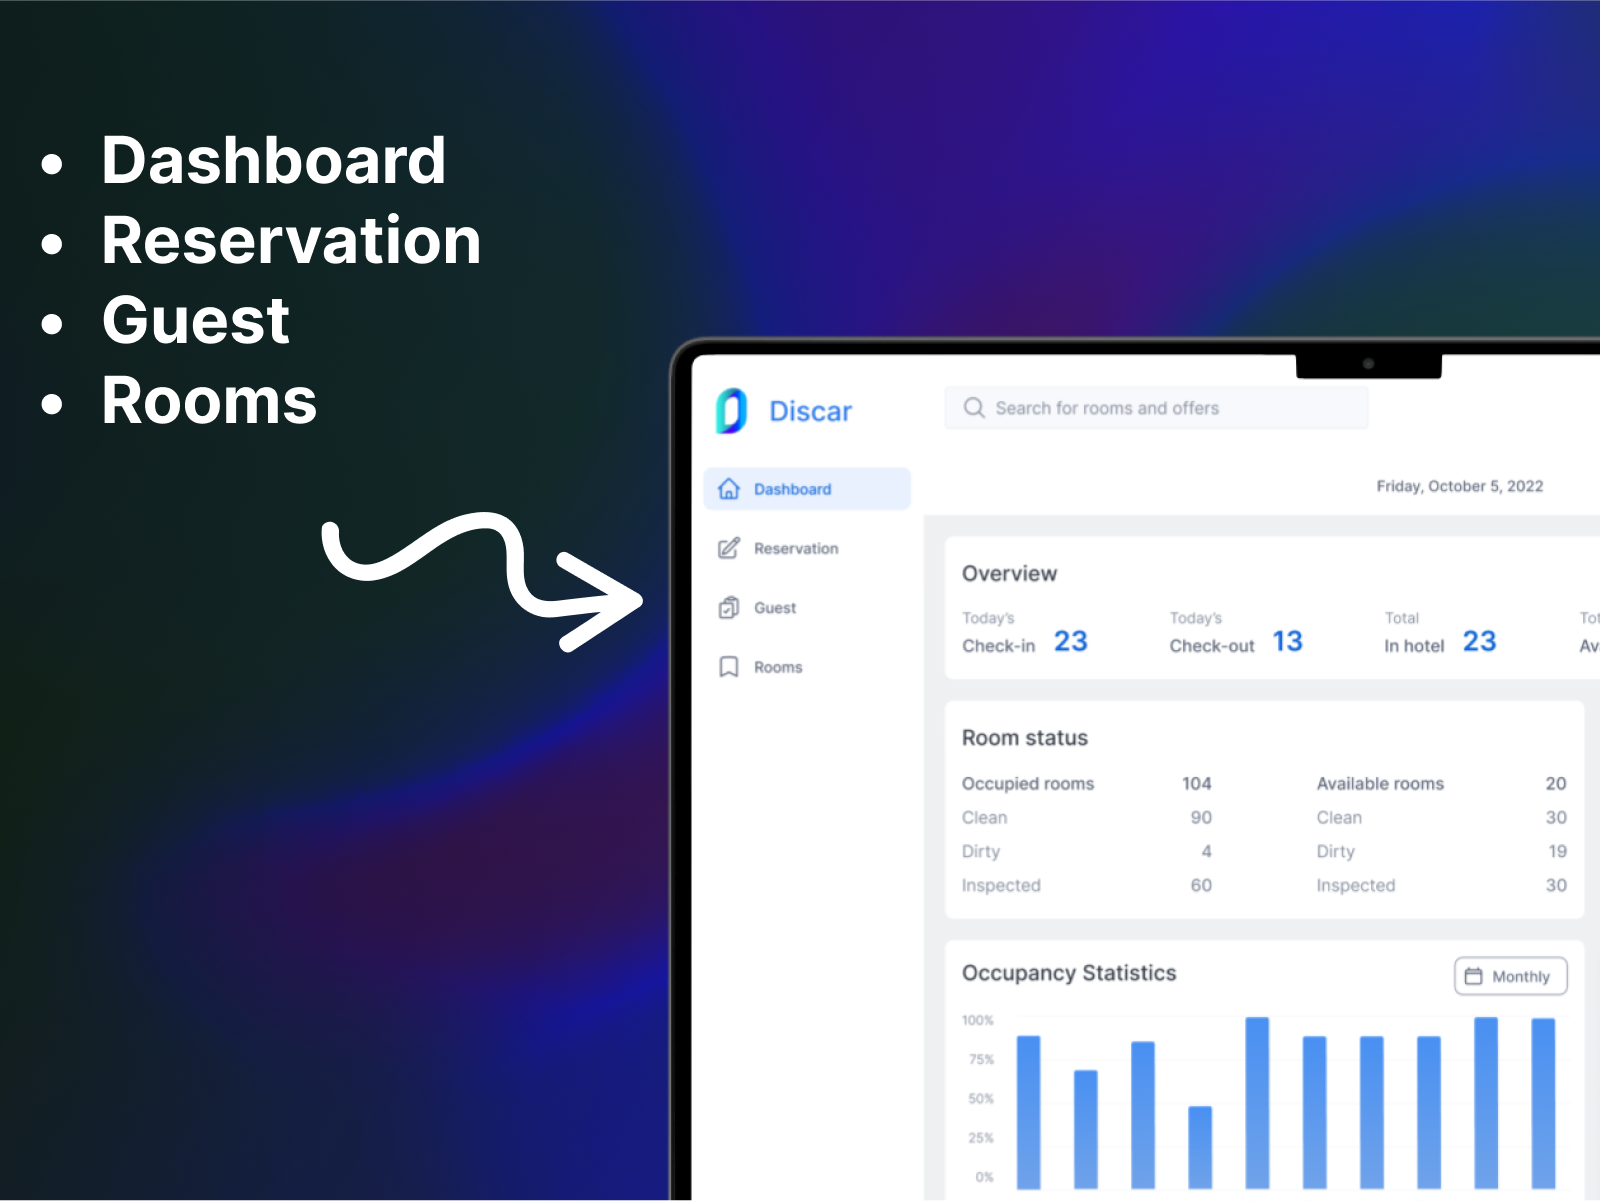 • Dashboard
• Reservation
• Guest
• Rooms
Discar
Search for rooms and offers
Dashboard
Reservation
Guest
Rooms
Friday, October 5, 2022
Overview
Today's
Check-in 23
Today's
Check-out 13
Total
In hotel 23
Tot
Av
Room status
Occupied rooms 104
Clean 90
Dirty 4
Inspected 60
Available rooms 20
Clean 30
Dirty 19
Inspected 30
Occupancy Statistics
Monthly
100%
75%
50%
25%
0%